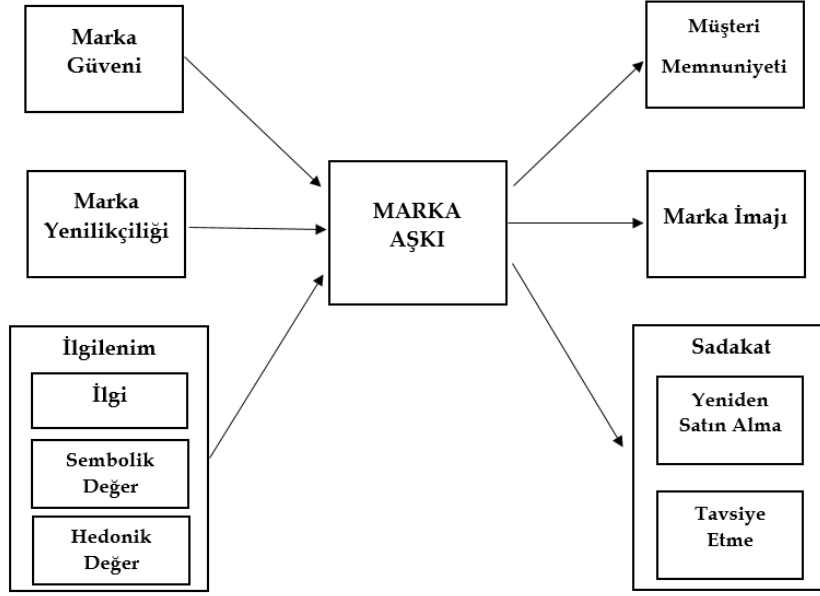 Marka
Güveni
Marka
Yenilikçiliği
İlgilenim
İlgi
Sembolik
Değer
Hedonik
Değer
MARKA
AŞKI
Müşteri
Memnuniyeti
Marka İmajı
Sadakat
Yeniden
Satın Alma
Tavsiye
Etme